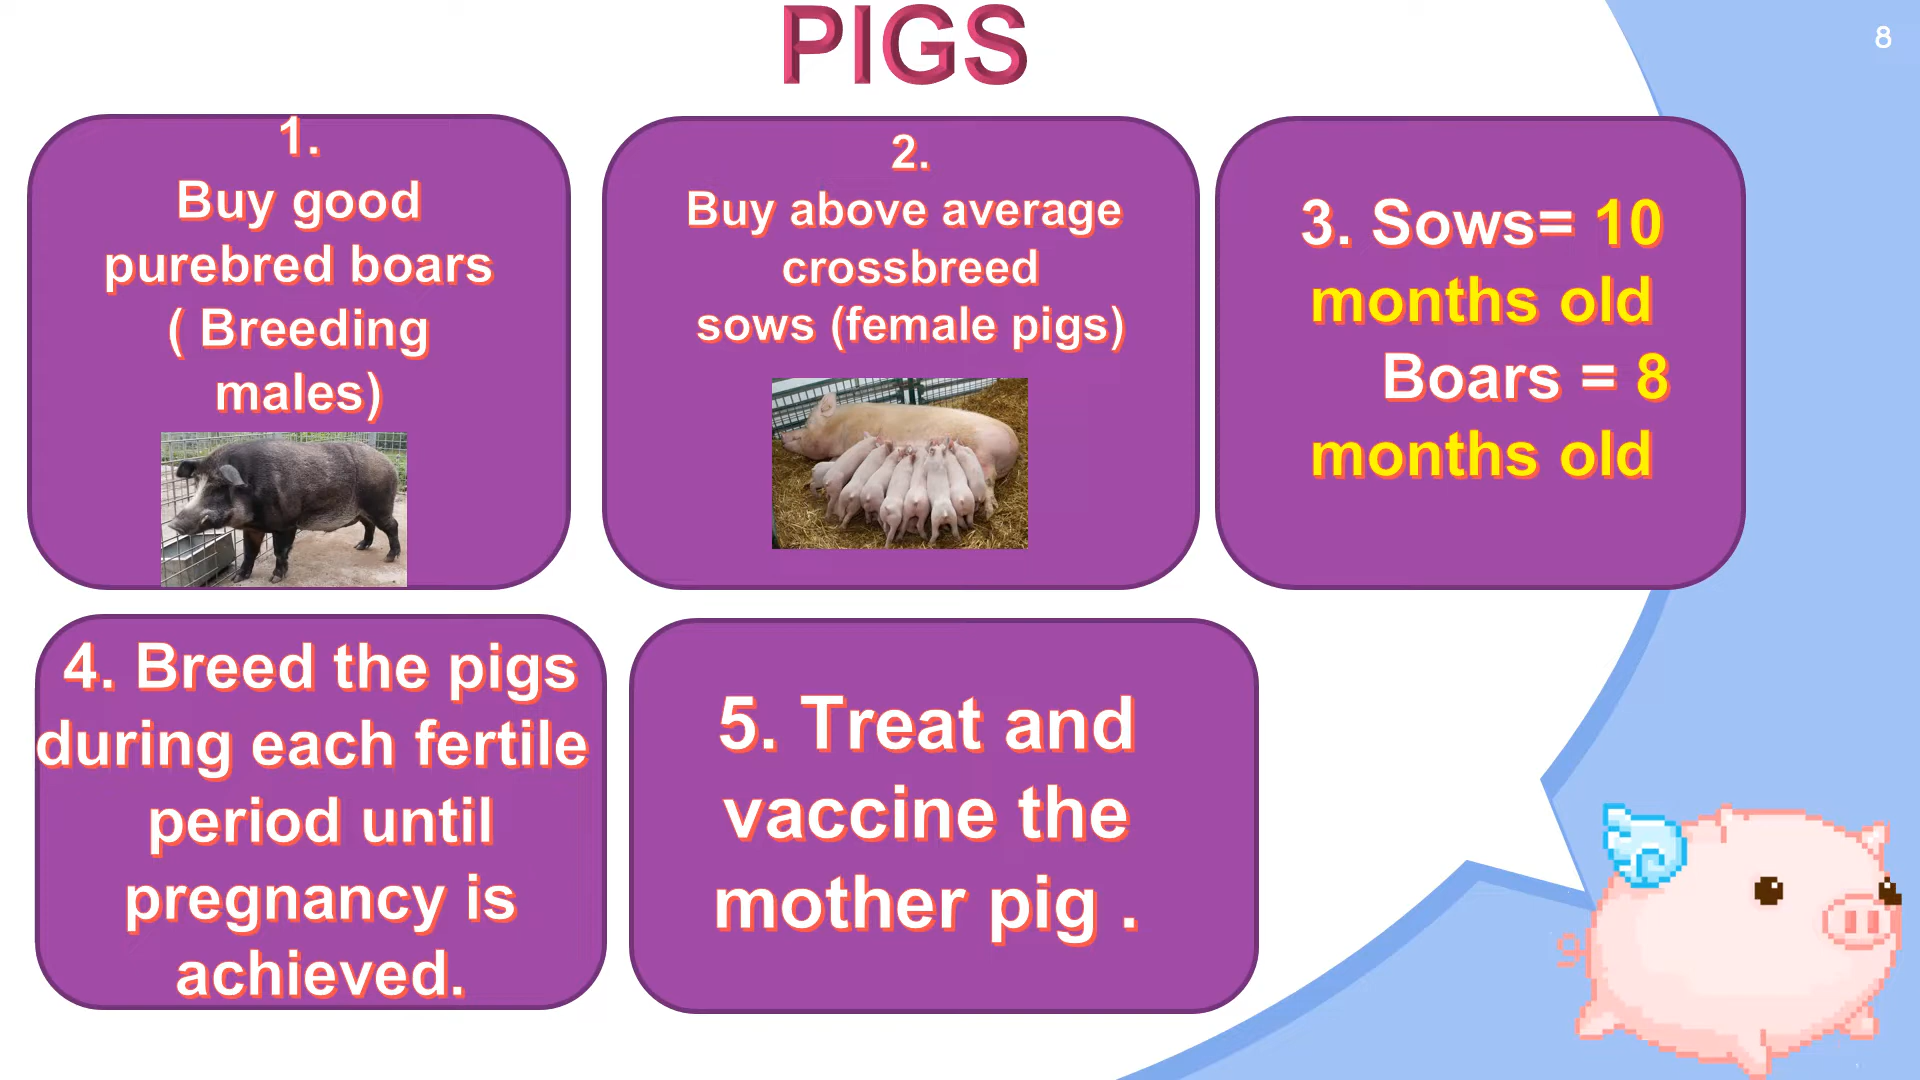 PIGS
8
1.
Buy good
purebred boars
( Breeding
males)
2.
Buy above average
crossbreed
sows (female pigs)
3. Sows= 10
months old
Boars = 8
months old
4. Breed the pigs
during each fertile
period until
pregnancy is
achieved.
5. Treat and
vaccine the
mother pig .